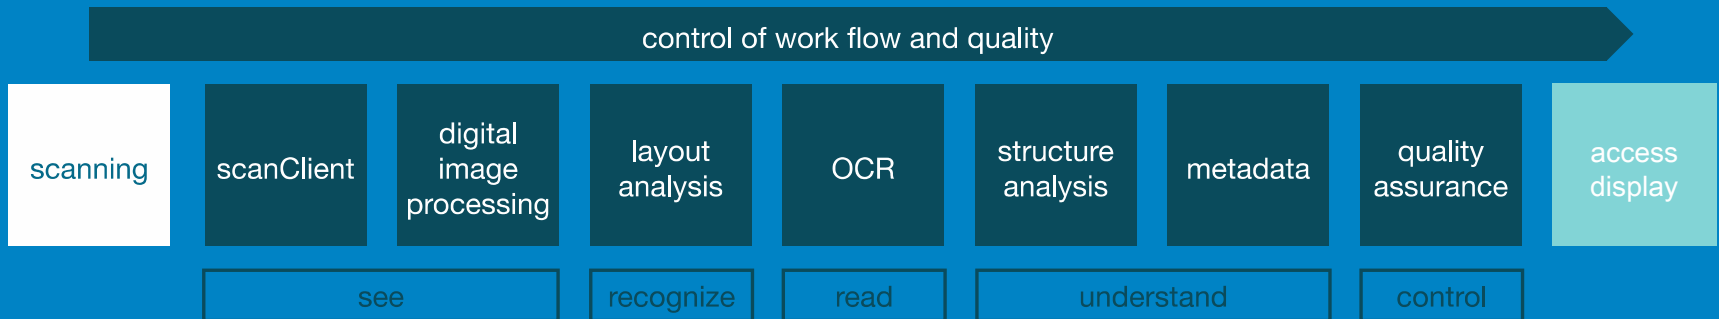 control of work flow and quality
scanning
scanClient
digital
image
processing
layout
analysis
OCR
structure
analysis
metadata
quality
assurance
access
display
see
recognize
read
understand
control